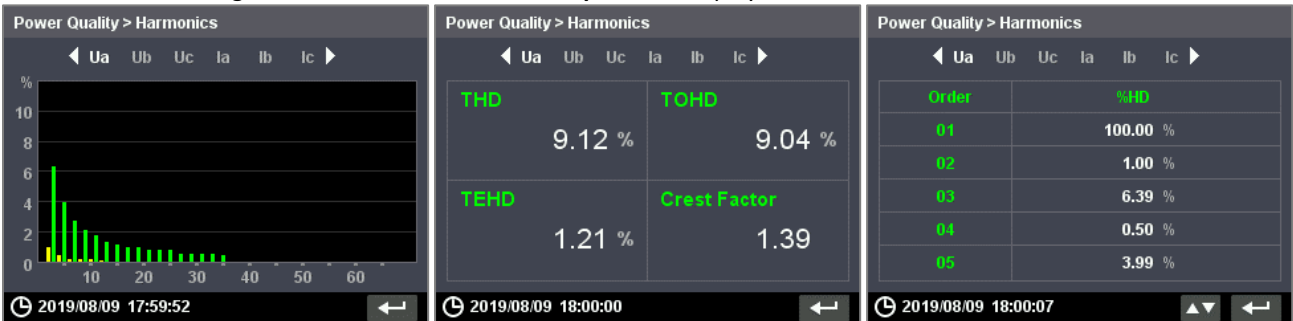 Power Quality > Harmonics
Ua Ub Uc Ia Ib Ic
%
10
8
6
4
2
0
10 20 30 40 50 60
2019/08/09 17:59:52
Power Quality > Harmonics
Ua Ub Uc Ia Ib Ic
THD TOHD
9.12 % 9.04 %
TEHD Crest Factor
1.21 % 1.39
2019/08/09 18:00:00
Power Quality > Harmonics
Ua Ub Uc Ia Ib Ic
Order %HD
01 100.00 %
02 1.00 %
03 6.39 %
04 0.50 %
05 3.99 %
2019/08/09 18:00:07